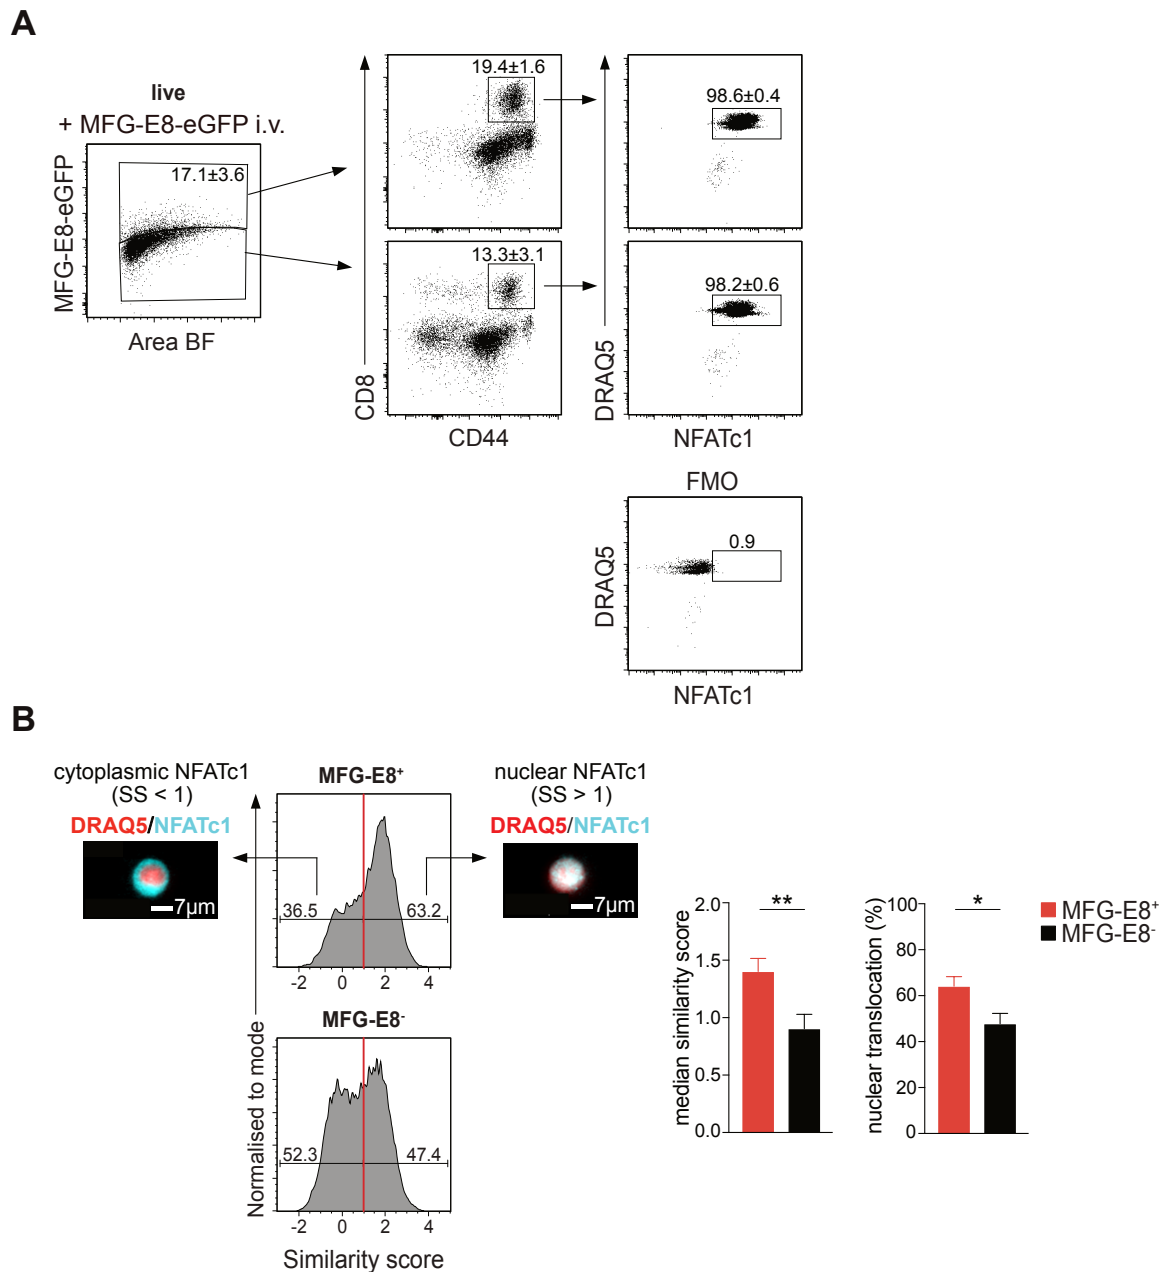 A
live
+ MFG-E8-eGFP i.v.
MFG-E8-eGFP
17.1±3.6
Area BF
CD8
19.4±1.6
13.3±3.1
CD44
DRAQ5
98.6±0.4
98.2±0.6
NFATc1
FMO
DRAQ5
0.9
NFATc1
B
cytoplasmic NFATc1
(SS < 1)
DRAQ5/NFATc1
7µm
MFG-E8+
36.5
63.2
-2 0 2 4
nuclear NFATc1
(SS > 1)
DRAQ5/NFATc1
7µm
Normalised to mode
MFG-E8-
52.3
47.4
-2 0 2 4
Similarity score
median similarity score
2.0
1.5
1.0
0.5
0.0
**
nuclear translocation (%)
100
80
60
40
20
0
*
MFG-E8+
MFG-E8-